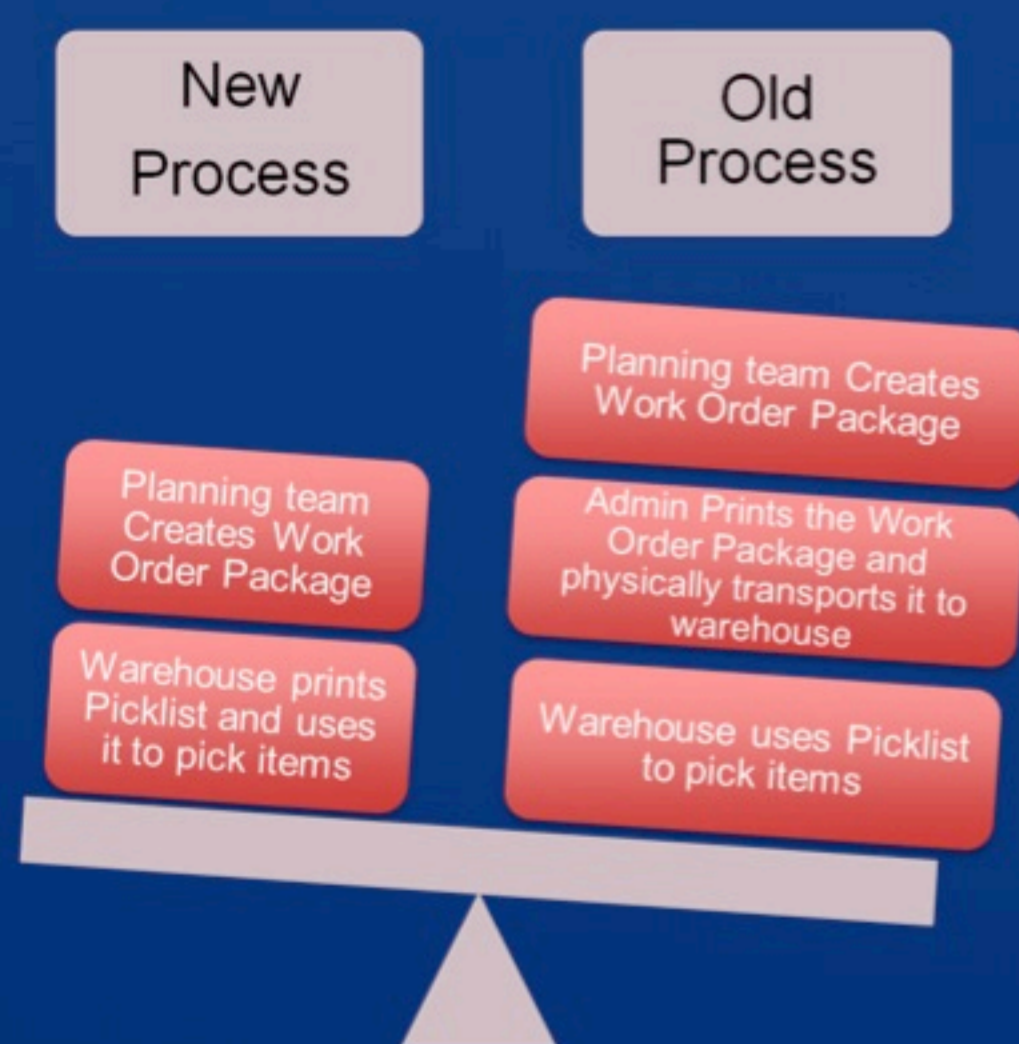 New
Process
Old
Process
Planning team
Creates Work
Order Package
Warehouse prints
Picklist and uses
it to pick items
Planning team Creates
Work Order Package
Admin Prints the Work
Order Package and
physically transports it to
warehouse
Warehouse uses Picklist
to pick items